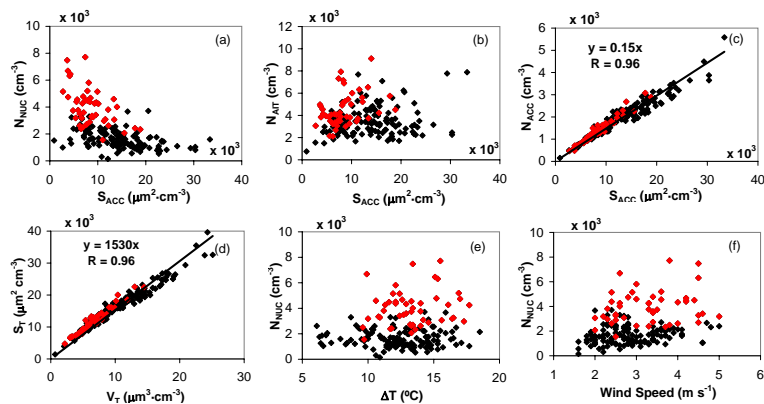 x 10³
(a)
10
8
6
4
2
0
N_NUC (cm⁻³)
0 10 20 30 40
x 10³
S_ACC (µm²·cm⁻³)
x 10³
(b)
12
10
8
6
4
2
0
N_AIT (cm⁻³)
0 10 20 30 40
x 10³
S_ACC (µm²·cm⁻³)
x 10³
(c)
y = 0.15x
R = 0.96
6
5
4
3
2
1
0
N_ACC (cm⁻³)
0 10 20 30 40
x 10³
S_ACC (µm²·cm⁻³)
x 10³
(d)
y = 1530x
R = 0.96
40
30
20
10
0
S_T (µm² cm⁻³)
0 10 20 30
V_T (µm³·cm⁻³)
x 10³
(e)
10
8
6
4
2
0
N_NUC (cm⁻³)
5 10 15 20
ΔT (ºC)
x 10³
(f)
10
8
6
4
2
0
N_NUC (cm⁻³)
1 2 3 4 5 6
Wind Speed (m s⁻¹)